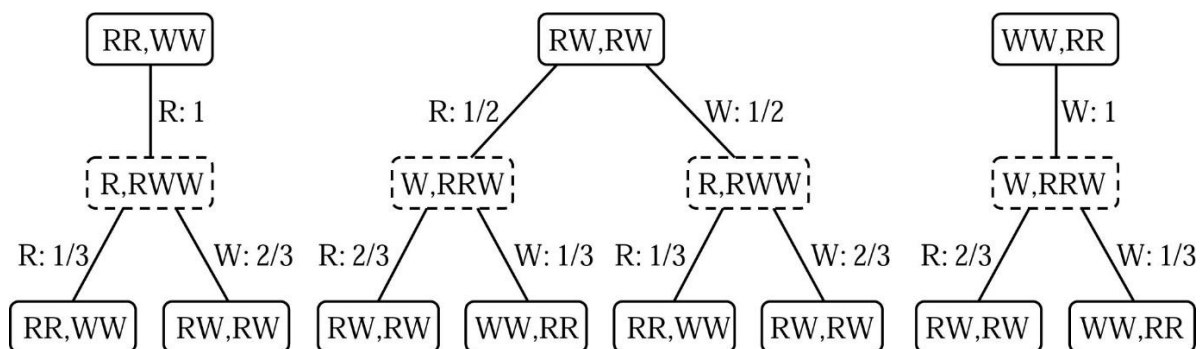 RR,WW RW,RW WW,RR
R: 1 R: 1/2 W: 1/2 W: 1
R,RWW W,RRW R,RWW W,RRW
R: 1/3 W: 2/3 R: 2/3 W: 1/3 R: 1/3 W: 2/3 R: 2/3 W: 1/3
RR,WW RW,RW RW,RW WW,RR RR,WW RW,RW RW,RW WW,RR